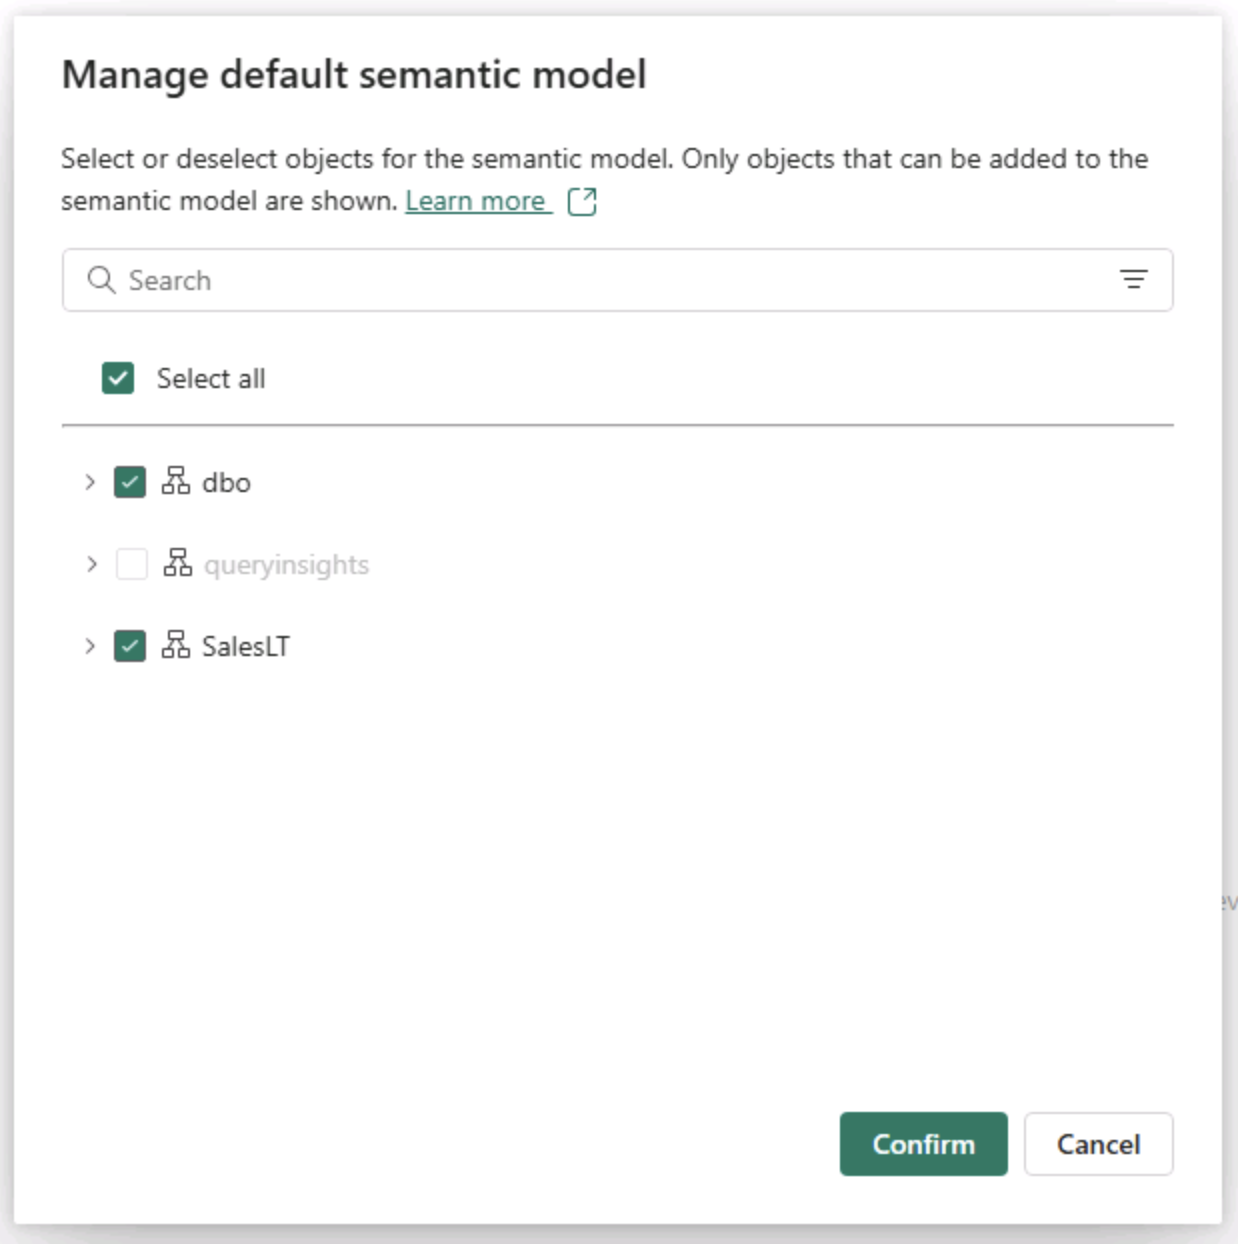 Manage default semantic model
Select or deselect objects for the semantic model. Only objects that can be added to the
semantic model are shown. Learn more
Search
Select all
dbo
queryinsights
SalesLT
Confirm
Cancel